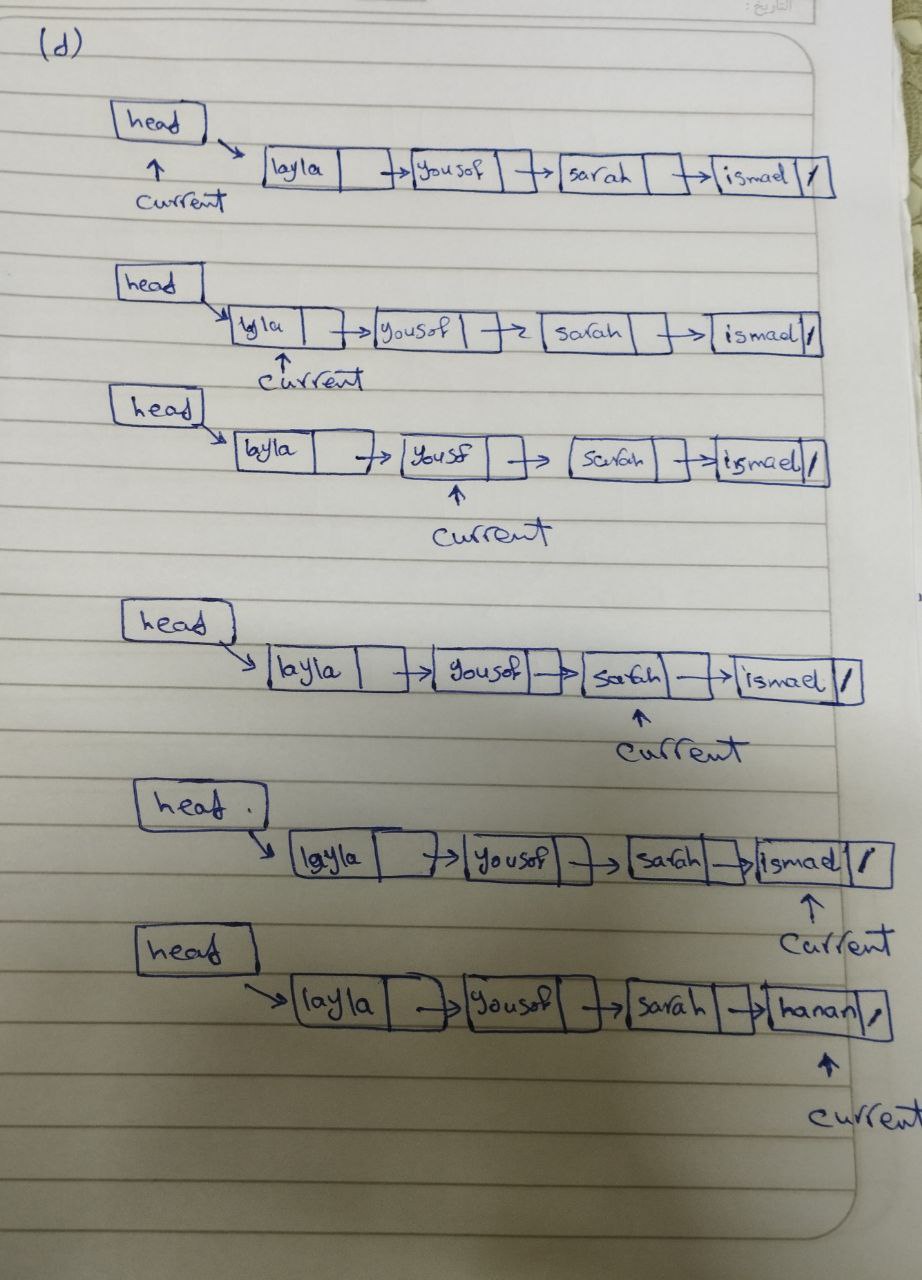 التاريخ:
(d)
head
layla yousof sarah ismael /
current
head
layla yousof sarah ismael /
current
head
layla yousf sarah ismael /
current
head
layla yousof sarah ismael /
current
head
layla yousof sarah ismael /
current
head
layla yousof sarah hanan /
current